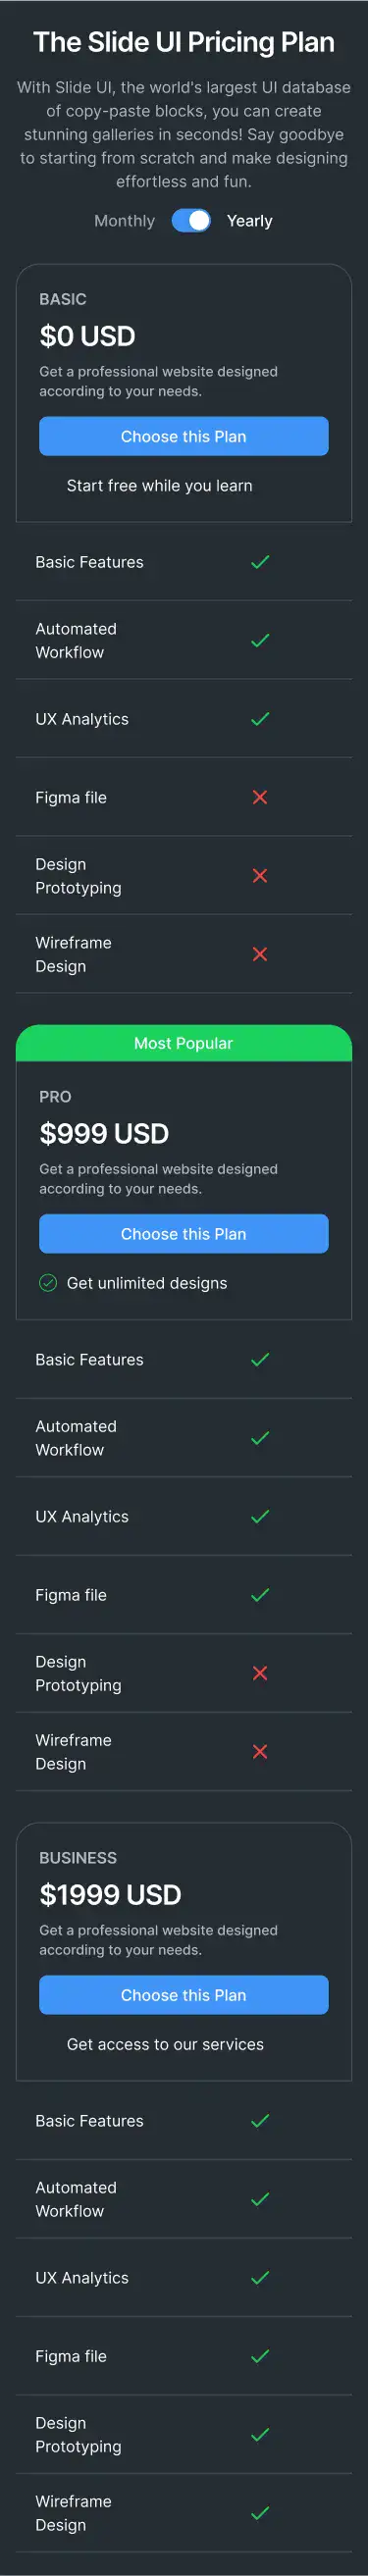 The Slide UI Pricing Plan
With Slide UI, the world's largest UI database
of copy-paste blocks, you can create
stunning galleries in seconds! Say goodbye
to starting from scratch and make designing
effortless and fun.
Monthly Yearly
BASIC
$0 USD
Get a professional website designed
according to your needs.
Choose this Plan
Start free while you learn
Basic Features
Automated
Workflow
UX Analytics
Figma file
Design
Prototyping
Wireframe
Design
Most Popular
PRO
$999 USD
Get a professional website designed
according to your needs.
Choose this Plan
Get unlimited designs
Basic Features
Automated
Workflow
UX Analytics
Figma file
Design
Prototyping
Wireframe
Design
BUSINESS
$1999 USD
Get a professional website designed
according to your needs.
Choose this Plan
Get access to our services
Basic Features
Automated
Workflow
UX Analytics
Figma file
Design
Prototyping
Wireframe
Design